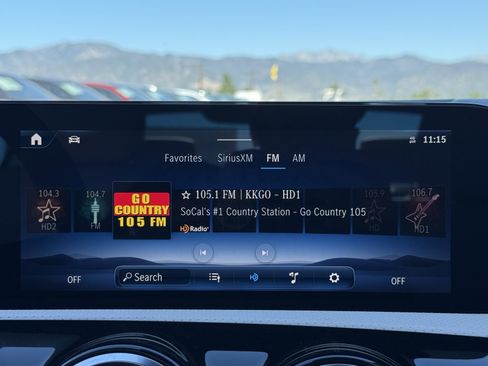 11:15
Favorites SiriusXM FM AM
104.3
HD2
104.7
FM
GO
COUNTRY
105 FM
☆ 105.1 FM | KKGO - HD1
SoCal's #1 Country Station - Go Country 105
HD Radio
105.9
HD1
106.7
HD1
OFF
Search
HD
OFF